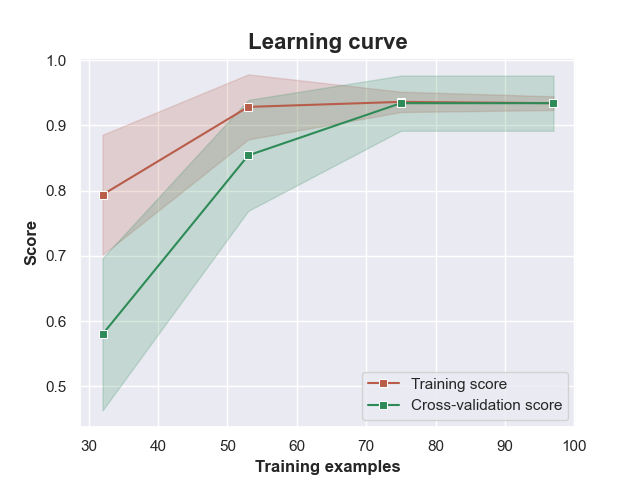 Learning curve
1.0
0.9
0.8
0.7
0.6
0.5
Score
Training score
Cross-validation score
30 40 50 60 70 80 90 100
Training examples